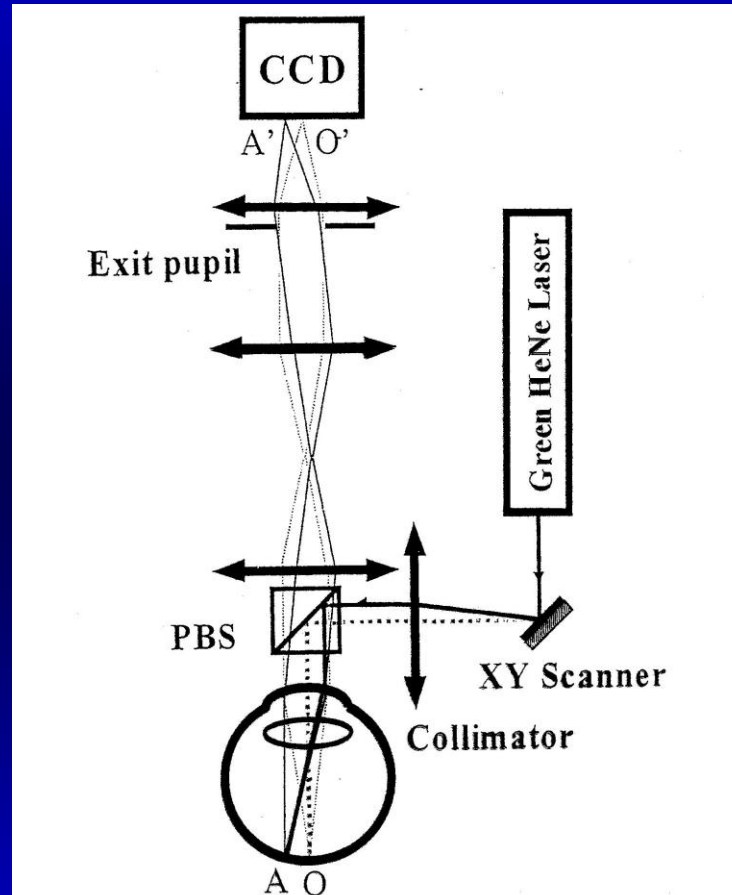 CCD
A' O'
Exit pupil
Green HeNe Laser
PBS
XY Scanner
Collimator
A O